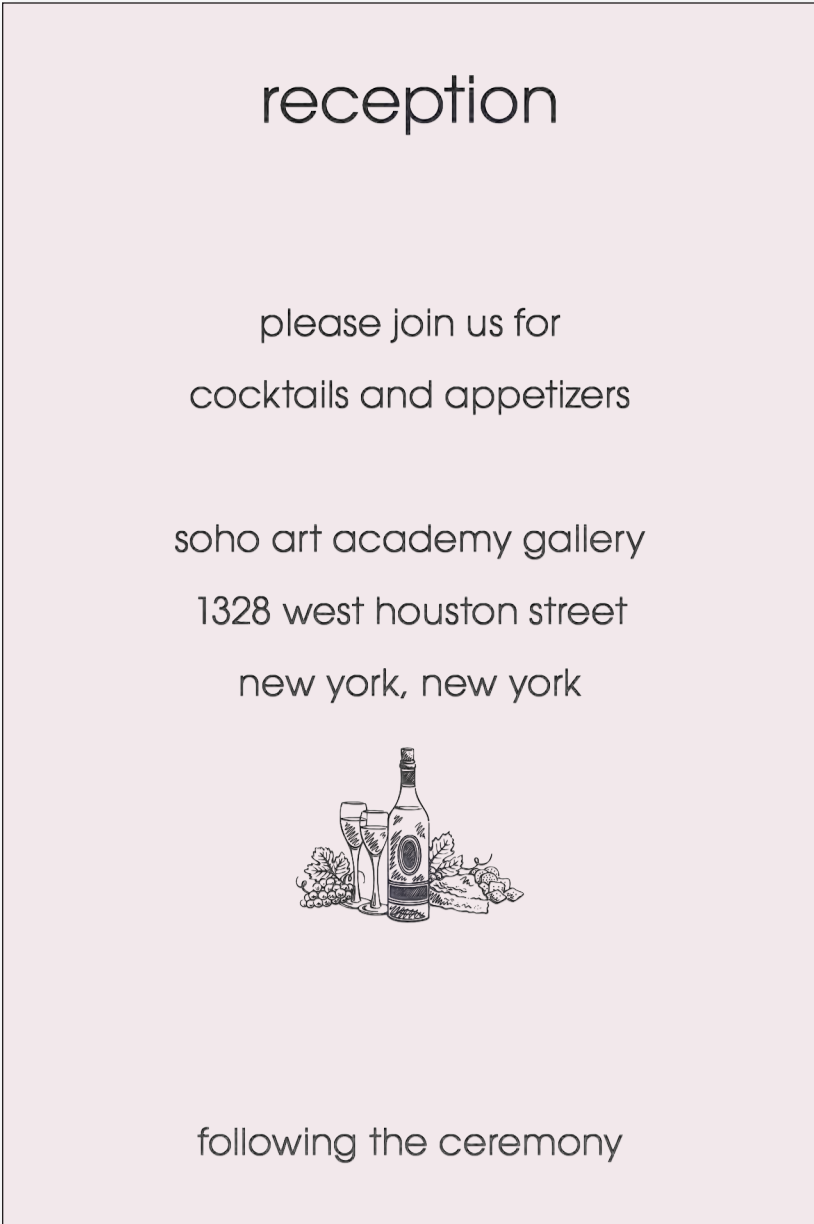 reception
please join us for
cocktails and appetizers
soho art academy gallery
1328 west houston street
new york, new york
following the ceremony